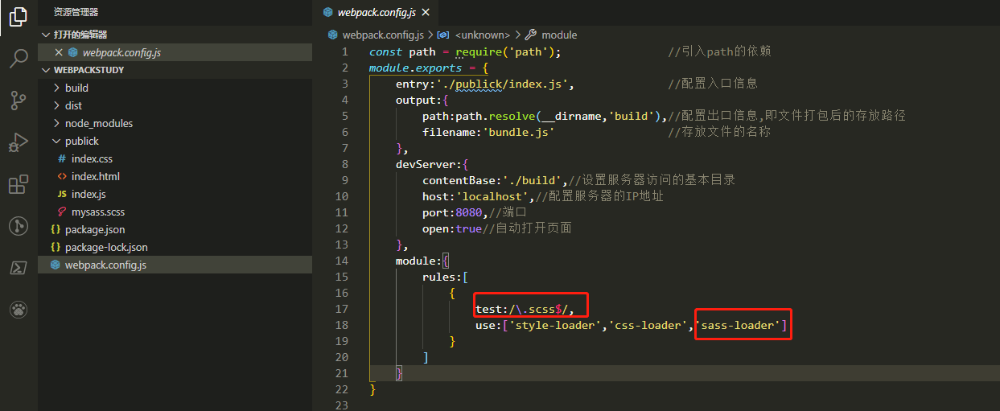 资源管理器
打开的编辑器
webpack.config.js
WEBPACKSTUDY
build
dist
node_modules
publick
# index.css
<> index.html
JS index.js
mysass.scss
{} package.json
{} package-lock.json
webpack.config.js
webpack.config.js
webpack.config.js > <unknown> > module
1 const path = require('path'); //引入path的依赖
2 module.exports = {
3 entry:'./publick/index.js', //配置入口信息
4 output:{
5 path:path.resolve(__dirname,'build'),//配置出口信息,即文件打包后的存放路径
6 filename:'bundle.js' //存放文件的名称
7 },
8 devServer:{
9 contentBase:'./build',//设置服务器访问的基本目录
10 host:'localhost',//配置服务器的IP地址
11 port:8080,//端口
12 open:true//自动打开页面
13 },
14 module:{
15 rules:[
16 {
17 test:/\.scss$/,
18 use:['style-loader','css-loader','sass-loader']
19 }
20 ]
21 }
22 }
23